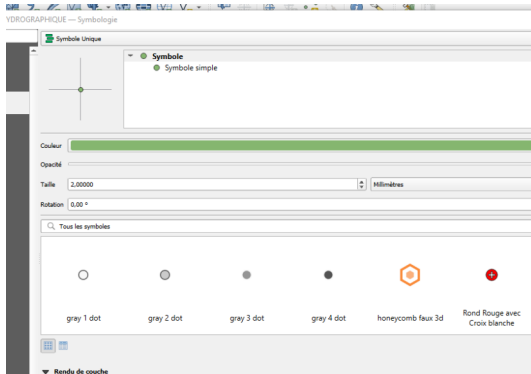 YDROGRAPHIQUE — Symbologie
Symbole Unique
Symbole
Symbole simple
Couleur
Opacité
Taille 2,00000 Millimètres
Rotation 0,00 °
Tous les symboles
gray 1 dot gray 2 dot gray 3 dot gray 4 dot honeycomb faux 3d Rond Rouge avec
Croix blanche
Rendu de couche